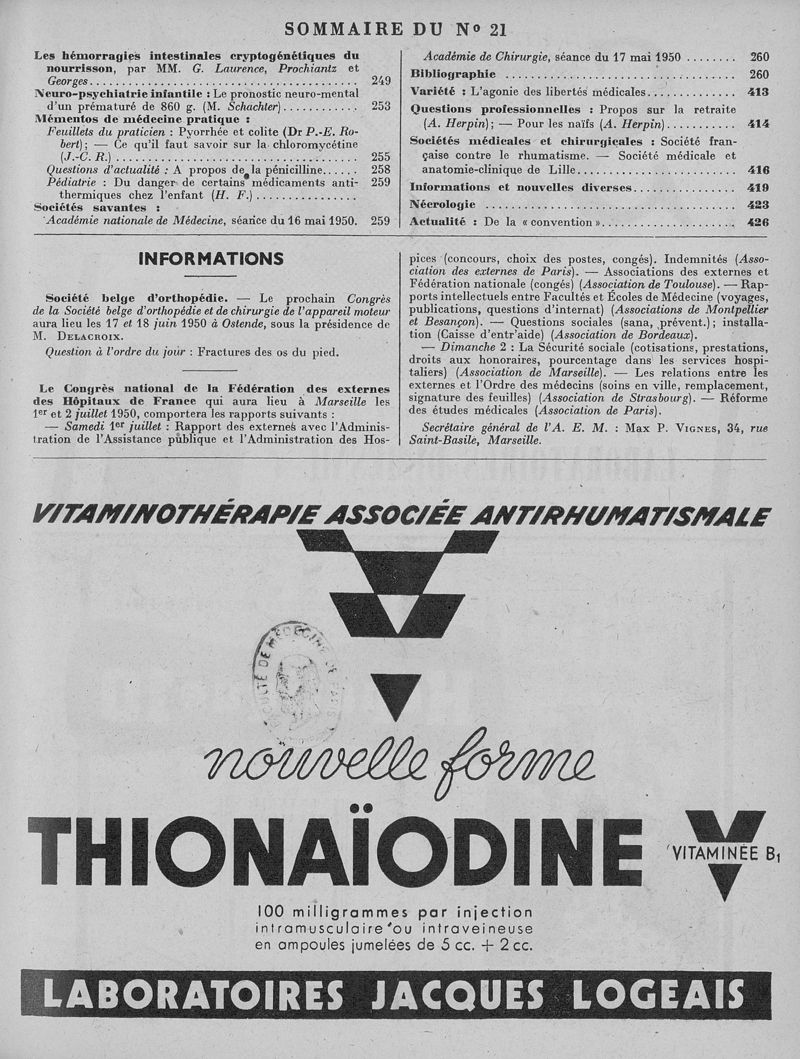 SOMMAIRE DU Nº 21
Les hémorragies intestinales cryptogénétiques du
nourrisson, par MM. G. Laurence, Prochiantz et
Georges ........................................ 249
Neuro-psychiatrie infantile : Le pronostic neuro-mental
d'un prématuré de 860 g. (M. Schachter) ............ 253
Mémentos de médecine pratique :
Feuillets du praticien : Pyorrhée et colite (Dr P.-E. Ro-
bert) ; — Ce qu'il faut savoir sur la chloromycétine
(J.-C. R.) ........................................ 255
Questions d'actualité : A propos de la pénicilline...... 258
Pédiatrie : Du danger de certains médicaments anti- 259
thermiques chez l'enfant (H. F.) ................
Sociétés savantes :
Académie nationale de Médecine, séance du 16 mai 1950. 259
Académie de Chirurgie, séance du 17 mai 1950 ........ 260
Bibliographie ................................ 260
Variété : L'agonie des libertés médicales.............. 413
Questions professionnelles : Propos sur la retraite
(A. Herpin) ; — Pour les naïfs (A. Herpin)........... 414
Sociétés médicales et chirurgicales : Société fran-
çaise contre le rhumatisme. — Société médicale et
anatomie-clinique de Lille........................ 416
Informations et nouvelles diverses................ 419
Nécrologie .................................... 423
Actualité : De la « convention »..................... 426
INFORMATIONS
Société belge d'orthopédie. — Le prochain Congrès
de la Société belge d'orthopédie et de chirurgie de l'appareil moteur
aura lieu les 17 et 18 juin 1950 à Ostende, sous la présidence de
M. DELACROIX.
Question à l'ordre du jour : Fractures des os du pied.
Le Congrès national de la Fédération des externes
des Hôpitaux de France qui aura lieu à Marseille les
1er et 2 juillet 1950, comportera les rapports suivants :
— Samedi 1er juillet : Rapport des externes avec l'Adminis-
tration de l'Assistance publique et l'Administration des Hos-
pices (concours, choix des postes, congés). Indemnités (Asso-
ciation des externes de Paris). — Associations des externes et
Fédération nationale (congés) (Association de Toulouse). — Rap-
ports intellectuels entre Facultés et Écoles de Médecine (voyages,
publications, questions d'internat) (Associations de Montpellier
et Besançon). — Questions sociales (sana, prévent.) ; installa-
tion (Caisse d'entr'aide) (Association de Bordeaux).
— Dimanche 2 : La Sécurité sociale (cotisations, prestations,
droits aux honoraires, pourcentage dans les services hospi-
taliers) (Association de Marseille). — Les relations entre les
externes et l'Ordre des médecins (soins en ville, remplacement,
signature des feuilles) (Association de Strasbourg). — Réforme
des études médicales (Association de Paris).
Secrétaire général de l'A. E. M. : MAX P. VIGNES, 34, rue
Saint-Basile, Marseille.
VITAMINOTHÉRAPIE ASSOCIÉE ANTIRHUMATISMALE
nouvelle forme
THIONAÏODINE
VITAMINÉE B1
100 milligrammes par injection
intramusculaire ou intraveineuse
en ampoules jumelées de 5 cc. + 2 cc.
LABORATOIRES JACQUES LOGEAIS